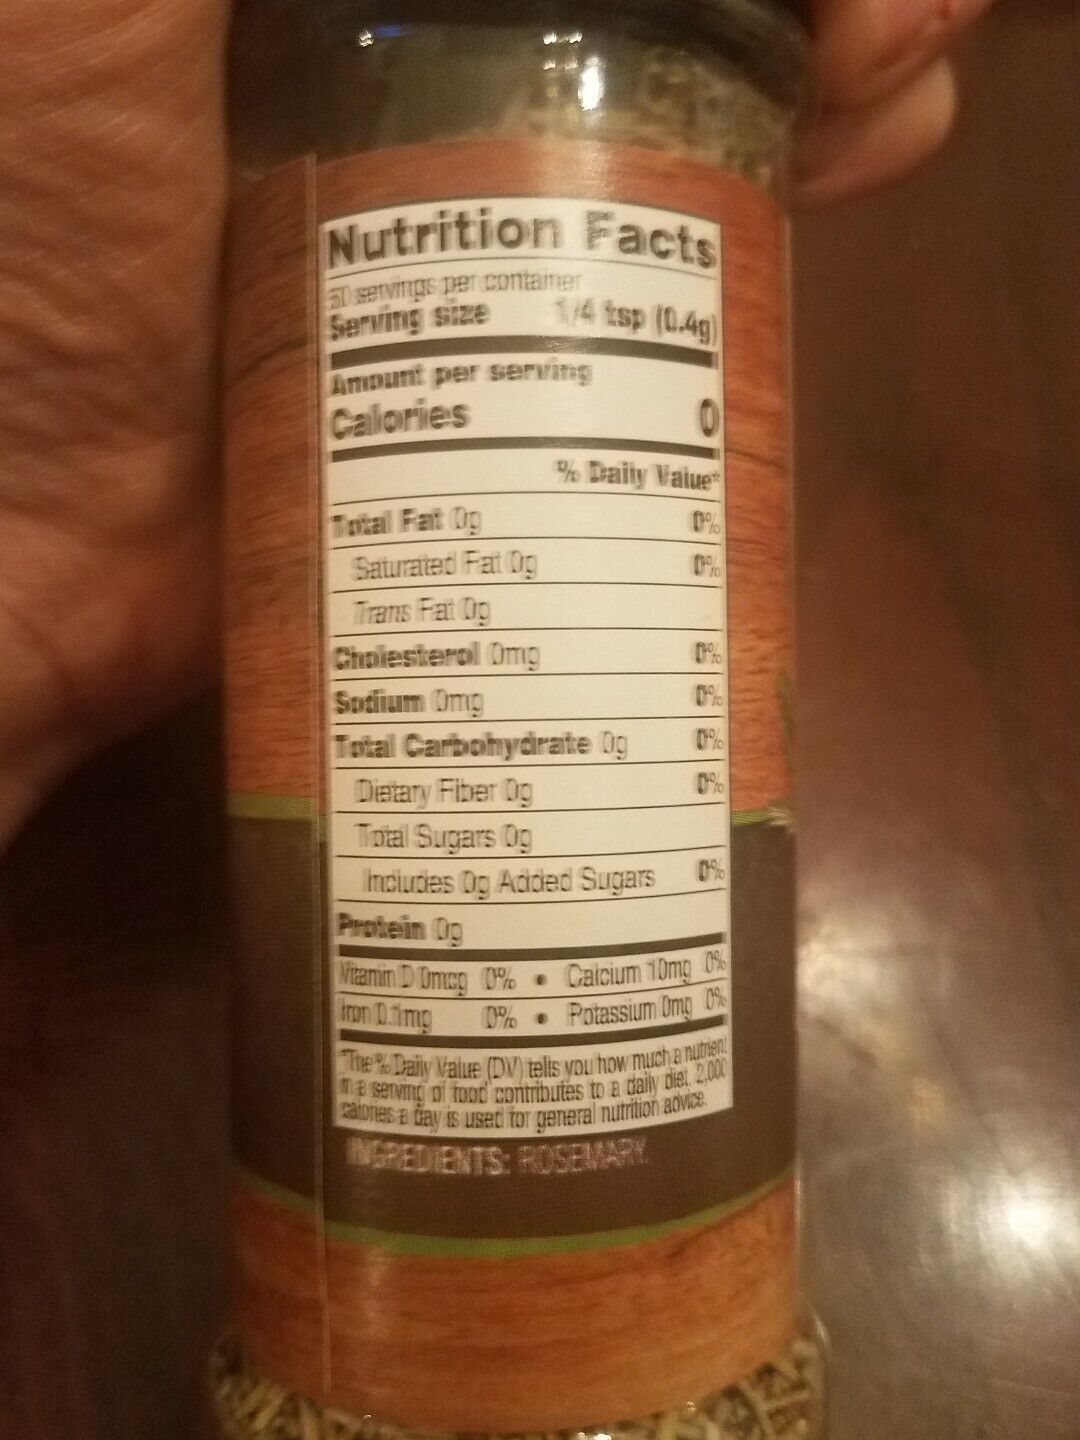 Nutrition Facts
servings per container
Serving size 1/4 tsp (0.4g)
Amount per serving
Calories 0
% Daily Value*
Total Fat 0g 0%
Saturated Fat 0g 0%
Trans Fat 0g
Cholesterol 0mg 0%
Sodium 0mg 0%
Total Carbohydrate 0g 0%
Dietary Fiber 0g 0%
Total Sugars 0g
Includes 0g Added Sugars 0%
Protein 0g
Vitamin D 0mcg 0% • Calcium 10mg 0%
Iron 0.1mg 0% • Potassium 0mg 0%
*The % Daily Value (DV) tells you how much a nutrient
in a serving of food contributes to a daily diet. 2,000
calories a day is used for general nutrition advice.
INGREDIENTS: ROSEMARY.